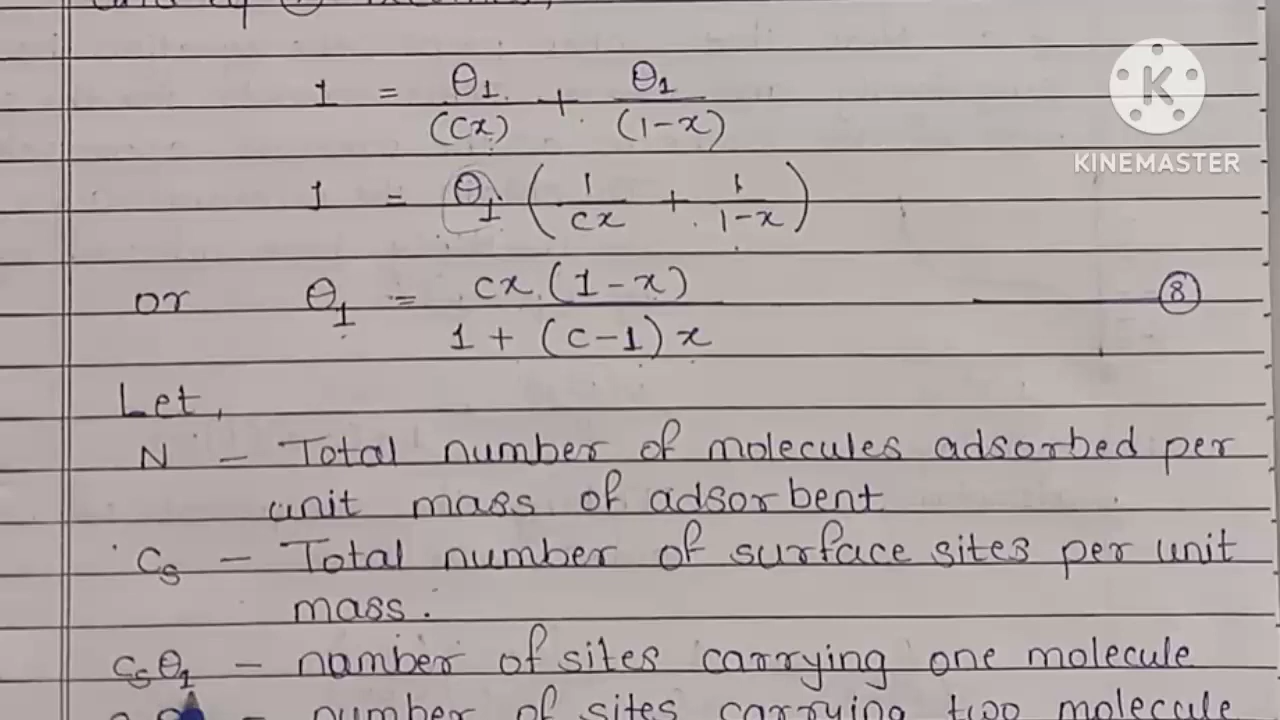 1 = θ1/(Cx) + θ1/(1-x)
KINEMASTER
1 = θ1 (1/cx + 1/1-x)
or θ1 = cx.(1-x)/1+(c-1)x 8
Let,
N - Total number of molecules adsorbed per
unit mass of adsorbent
Cs - Total number of surface sites per unit
mass.
Csθ1 - namber of sites carrying one molecule
number of sites carrying two molecule